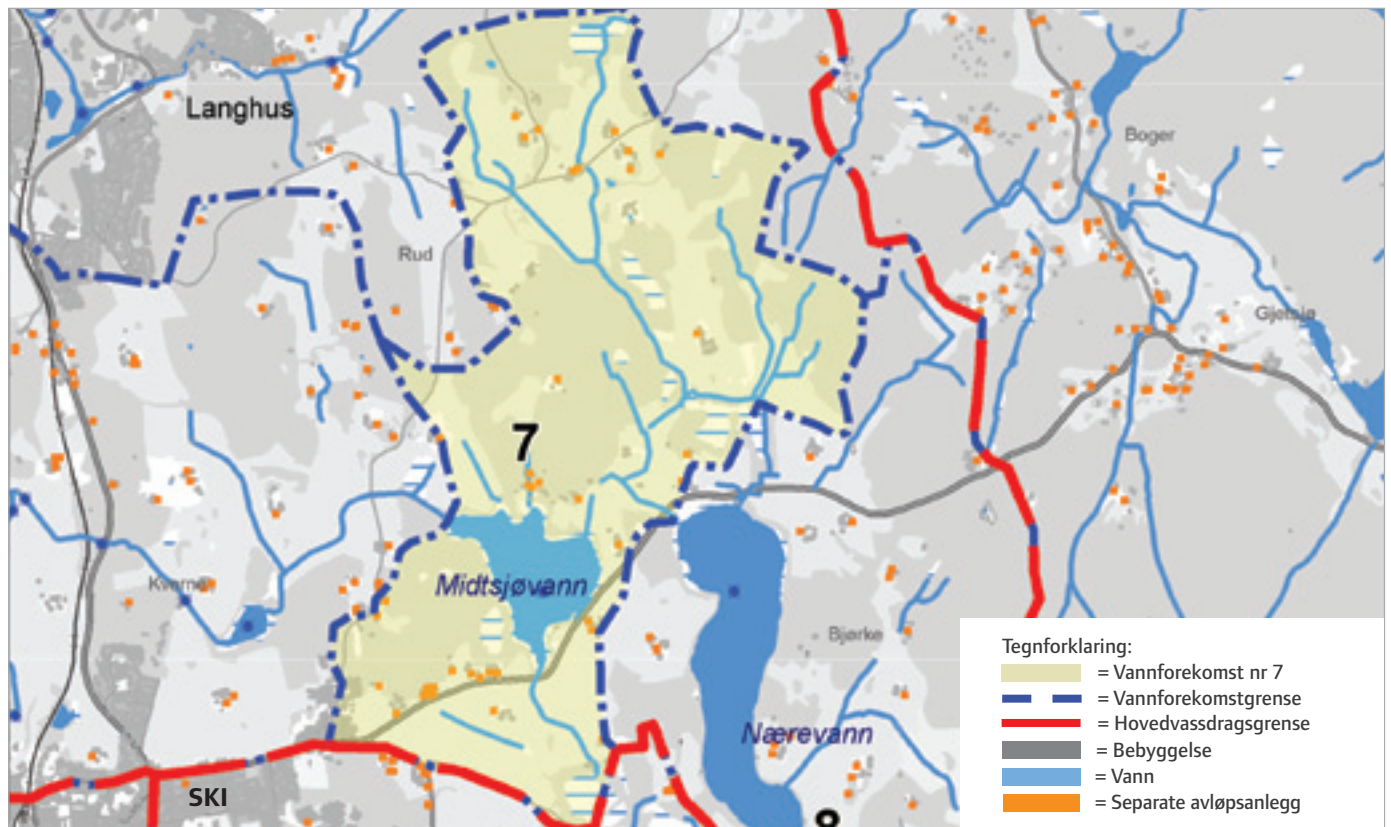 Langhus
Boger
Rud
Gjetsjø
7
Midtsjøvann
Bjørke
Nærevann
SKI
8
Tegnforklaring:
= Vannforekomst nr 7
= Vannforekomstgrense
= Hovedvassdragsgrense
= Bebyggelse
= Vann
= Separate avløpsanlegg